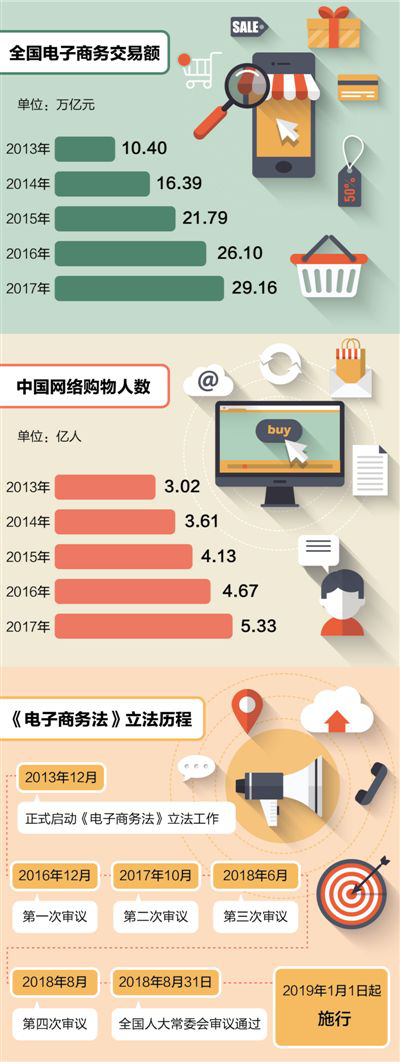 SALE
全国电子商务交易额
单位：万亿元
50%
2013年 10.40
2014年 16.39
2015年 21.79
2016年 26.10
2017年 29.16
中国网络购物人数
@
单位：亿人
buy
2013年 3.02
2014年 3.61
2015年 4.13
2016年 4.67
2017年 5.33
《电子商务法》立法历程
2013年12月
正式启动《电子商务法》立法工作
2016年12月 2017年10月 2018年6月
第一次审议 第二次审议 第三次审议
2018年8月 2018年8月31日
第四次审议 全国人大常委会审议通过
2019年1月1日起
施行